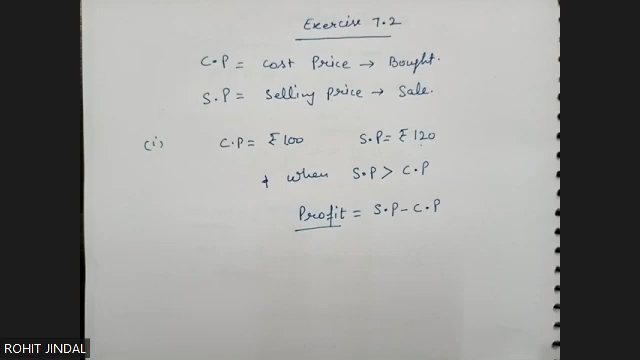 Exercise 7.2
C.P = Cost Price → Bought.
S.P = Selling price → Sale.
(i) C.P = ₹100 S.P = ₹120
+ when S.P > C.P
Profit = S.P - C.P
ROHIT JINDAL